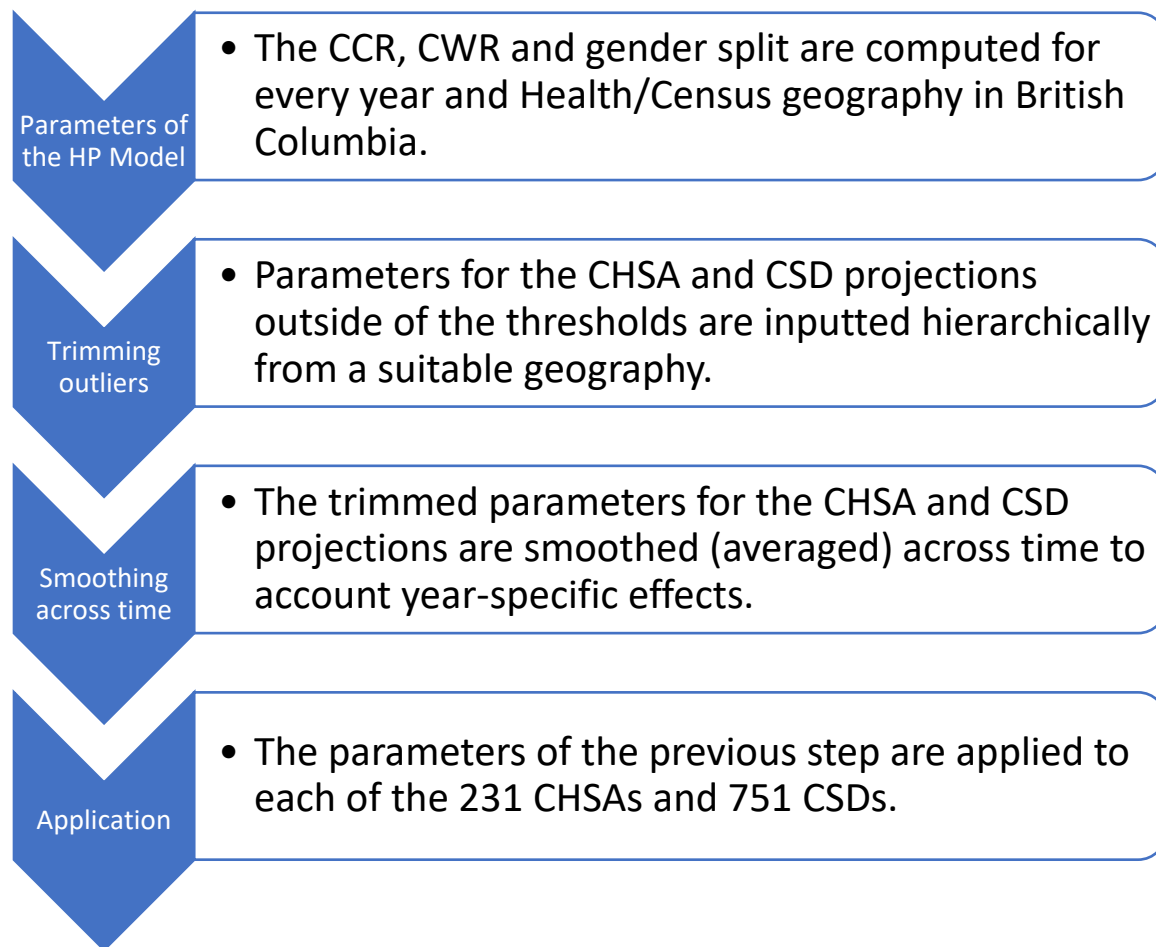 Parameters of
the HP Model
• The CCR, CWR and gender split are computed for
every year and Health/Census geography in British
Columbia.
Trimming
outliers
• Parameters for the CHSA and CSD projections
outside of the thresholds are inputted hierarchically
from a suitable geography.
Smoothing
across time
• The trimmed parameters for the CHSA and CSD
projections are smoothed (averaged) across time to
account year-specific effects.
Application
• The parameters of the previous step are applied to
each of the 231 CHSAs and 751 CSDs.